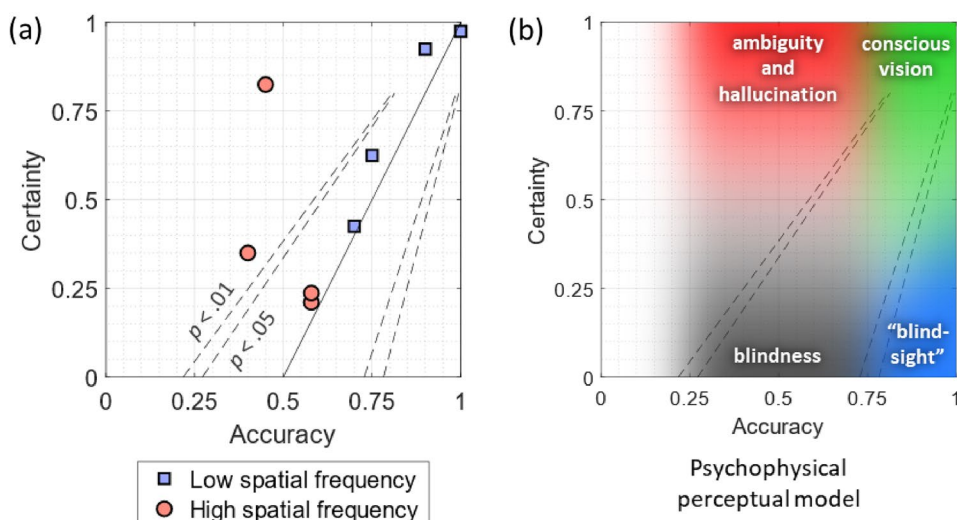 (a)
1
0.75
0.5
0.25
0
Certainty
p < .01
p < .05
0 0.25 0.5 0.75 1
Accuracy
Low spatial frequency
High spatial frequency
(b)
1
0.75
0.5
0.25
0
Certainty
ambiguity
and
hallucination
conscious
vision
blindness
“blind-
sight”
0 0.25 0.5 0.75 1
Accuracy
Psychophysical
perceptual model